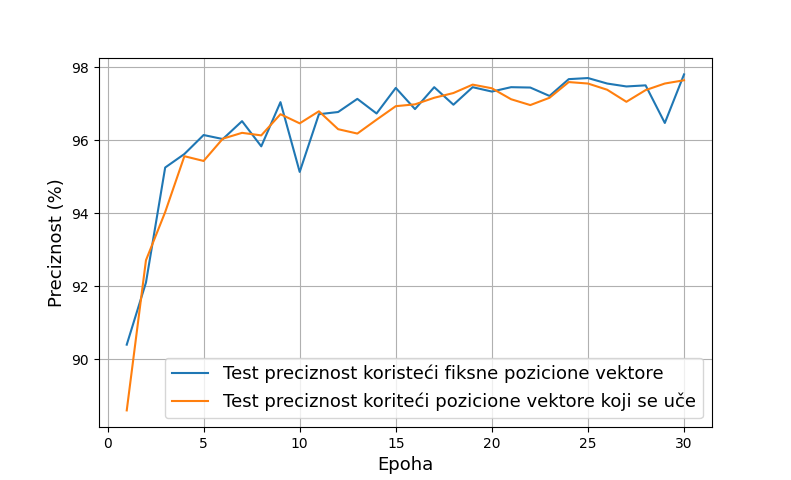 98
96
94
92
90
Preciznost (%)
Test preciznost koristeći fiksne pozicione vektore
Test preciznost koriteći pozicione vektore koji se uče
0 5 10 15 20 25 30
Epoha